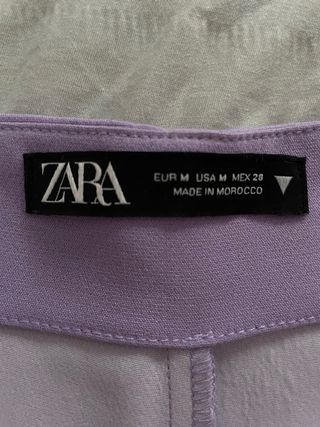 ZARA
EUR M USA M MEX 28
MADE IN MOROCCO